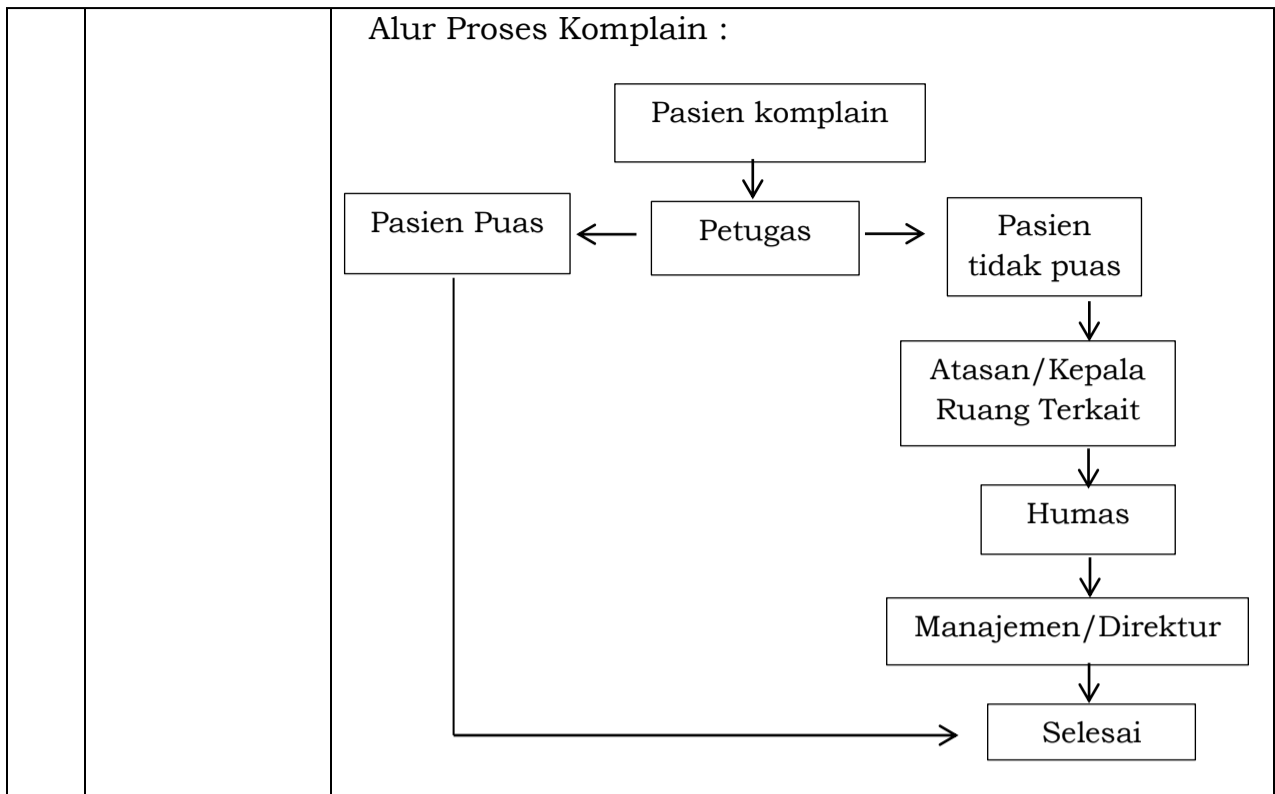 Alur Proses Komplain :
Pasien komplain
Pasien Puas
Petugas
Pasien
tidak puas
Atasan/Kepala
Ruang Terkait
Humas
Manajemen/Direktur
Selesai